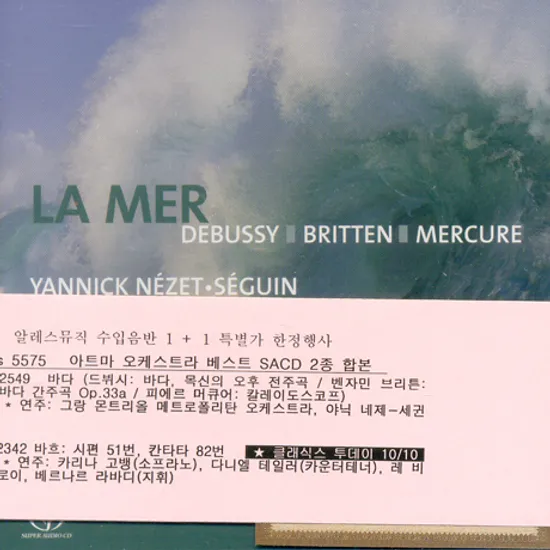 LA MER
DEBUSSY BRITTEN MERCURE
YANNICK NÉZET•SÉGUIN
알레스뮤직 수입음반 1 + 1 특별가 한정행사
s 5575 아트마 오케스트라 베스트 SACD 2종 합본
2549 바다 (드뷔시: 바다, 목신의 오후 전주곡 / 벤자민 브리튼:
바다 간주곡 Op.33a / 피에르 머큐어: 칼레이도스코프)
* 연주: 그랑 몬트리올 메트로폴리탄 오케스트라, 야닉 네제-세귄
2342 바흐: 시편 51번, 칸타타 82번 ★ 클래식스 투데이 10/10
* 연주: 카리나 고뱅(소프라노), 다니엘 테일러(카운터테너), 레 비
로이, 베르나르 라바디(지휘)
SUPER AUDIO CD